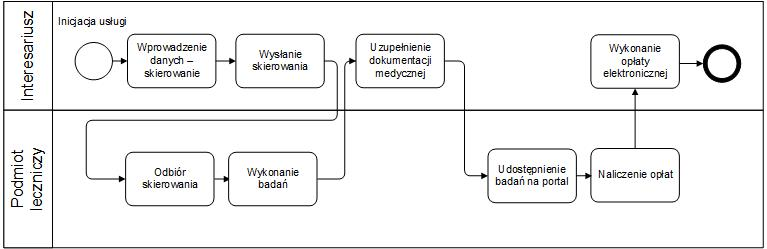 Interesariusz
Inicjacja usługi
Wprowadzenie
danych –
skierowanie
Wysłanie
skierowania
Uzupełnienie
dokumentacji
medycznej
Wykonanie
opłaty
elektronicznej
Podmiot
leczniczy
Odbiór
skierowania
Wykonanie
badań
Udostępnienie
badań na portal
Naliczenie opłat